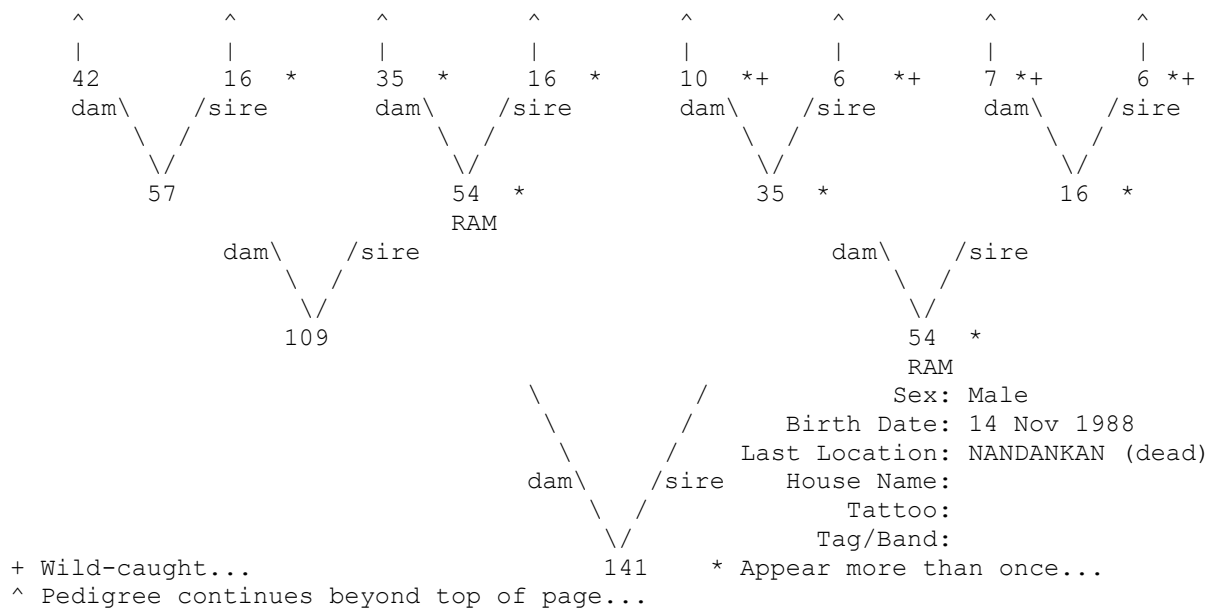 ^ ^ ^ ^ ^ ^ ^ ^
| | | | | | | |
42 16 * 35 * 16 * 10 *+ 6 *+ 7 *+ 6 *+
dam\ /sire dam\ /sire dam\ /sire dam\ /sire
\ / \ / \ / \ /
\/ \/ \/ \/
57 54 * 35 * 16 *
RAM
dam\ /sire dam\ /sire
\ / \ /
\/ \/
109 54 *
RAM
\ / Sex: Male
\ / Birth Date: 14 Nov 1988
\ / Last Location: NANDANKAN (dead)
dam\ /sire House Name:
\ / Tattoo:
\/ Tag/Band:
+ Wild-caught... 141 * Appear more than once...
^ Pedigree continues beyond top of page...